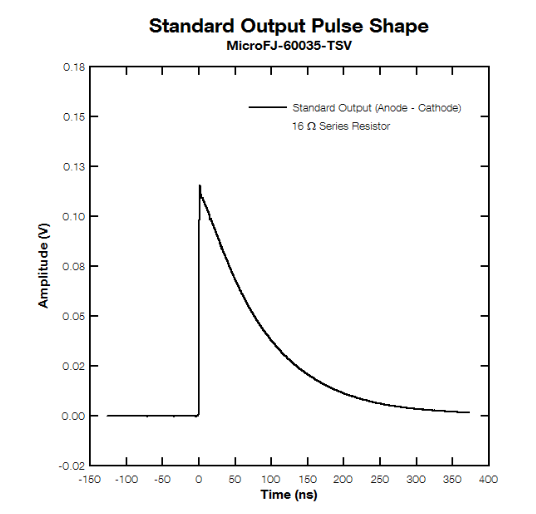 Standard Output Pulse Shape
MicroFJ-60035-TSV
0.18
0.15
0.13
0.10
0.08
0.05
0.02
0.00
-0.02
Amplitude (V)
Standard Output (Anode - Cathode)
16 Ω Series Resistor
-150 -100 -50 0 50 100 150 200 250 300 350 400
Time (ns)